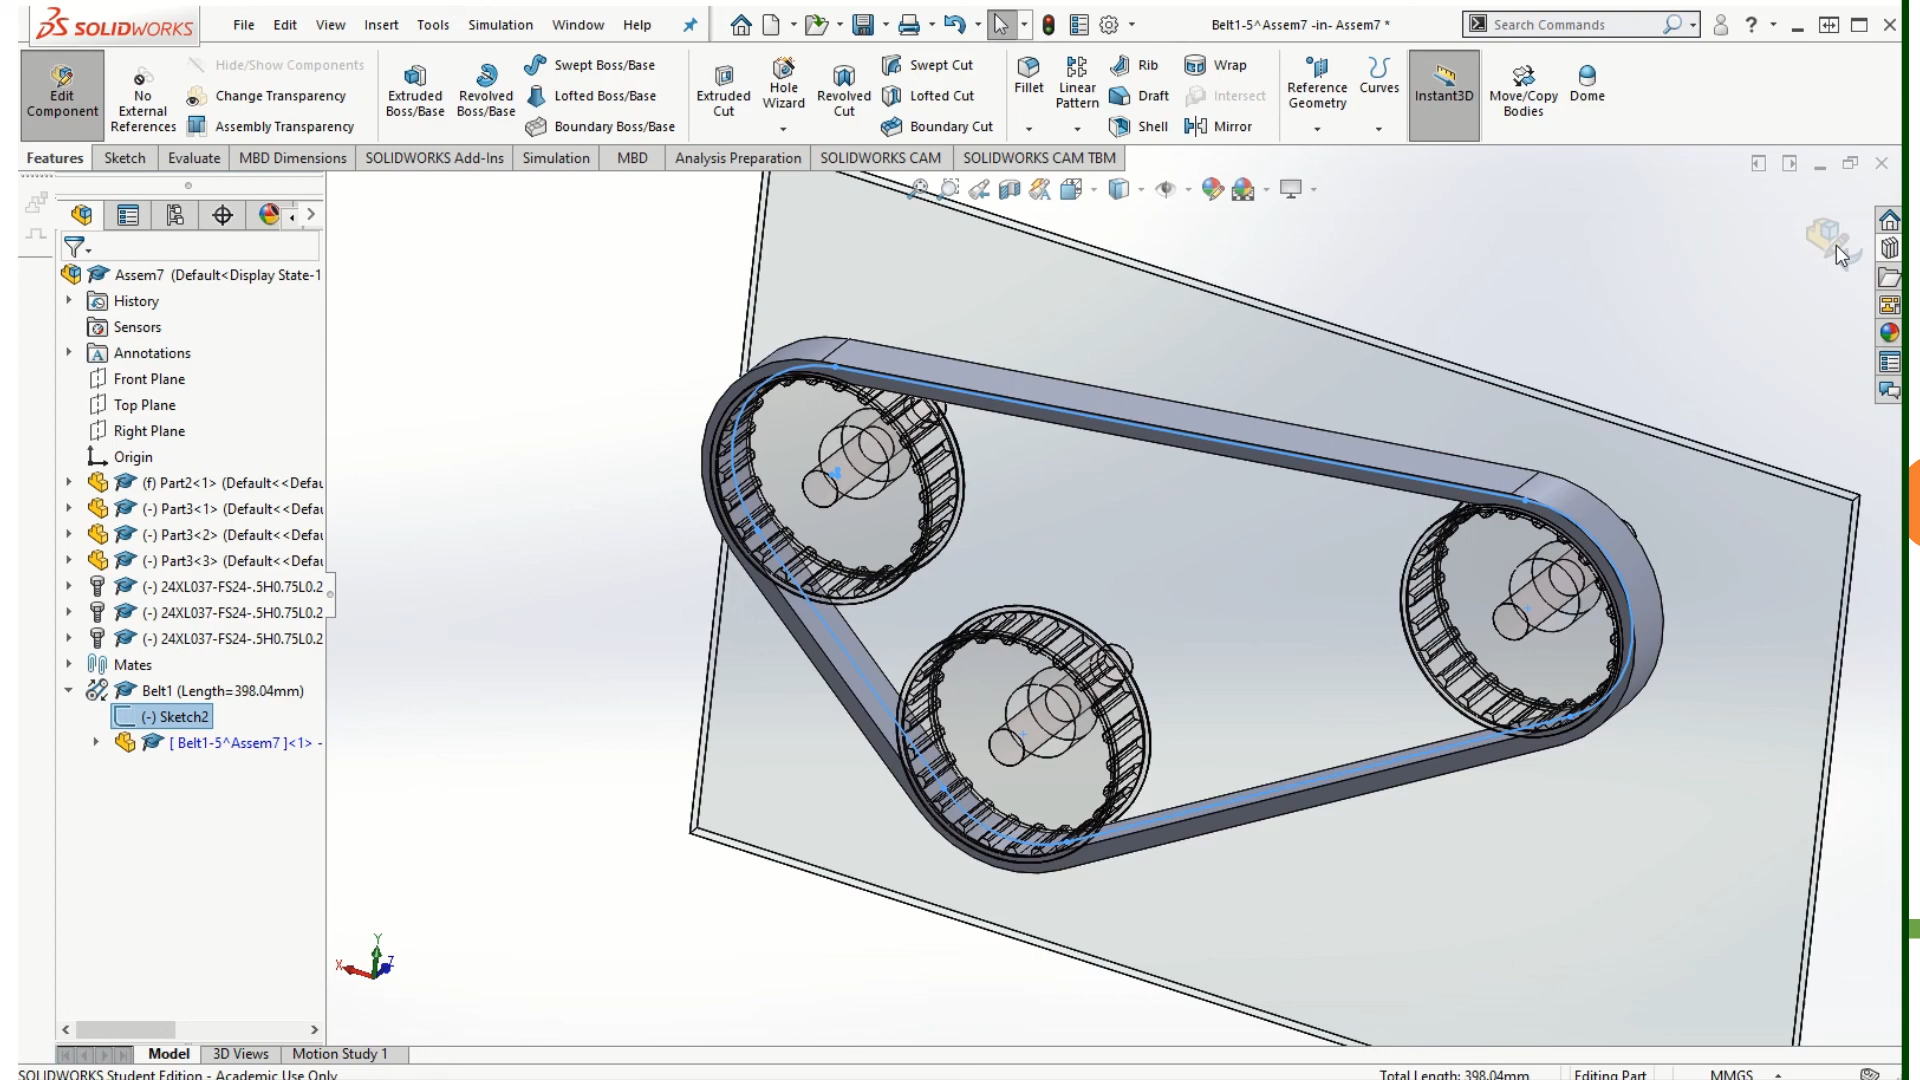 SOLIDWORKS File Edit View Insert Tools Simulation Window Help Belt1-5^Assem7 -in- Assem7 * Search Commands ?
Edit Component
No External References
Hide/Show Components
Change Transparency
Assembly Transparency
Extruded Boss/Base
Revolved Boss/Base
Swept Boss/Base
Lofted Boss/Base
Boundary Boss/Base
Extruded Cut
Hole Wizard
Revolved Cut
Swept Cut
Lofted Cut
Boundary Cut
Fillet
Linear Pattern
Rib
Draft
Shell
Wrap
Intersect
Mirror
Reference Geometry
Curves
Instant3D
Move/Copy Bodies
Dome
Features Sketch Evaluate MBD Dimensions SOLIDWORKS Add-Ins Simulation MBD Analysis Preparation SOLIDWORKS CAM SOLIDWORKS CAM TBM
Assem7 (Default<Display State-1
History
Sensors
Annotations
Front Plane
Top Plane
Right Plane
Origin
(f) Part2<1> (Default<<Defau
(-) Part3<1> (Default<<Defau
(-) Part3<2> (Default<<Defau
(-) Part3<3> (Default<<Defau
(-) 24XL037-FS24-.5H0.75L0.2
(-) 24XL037-FS24-.5H0.75L0.2
(-) 24XL037-FS24-.5H0.75L0.2
Mates
Belt1 (Length=398.04mm)
(-) Sketch2
[ Belt1-5^Assem7 ]<1> -
Y
X
Z
Model 3D Views Motion Study 1
SOLIDWORKS Student Edition - Academic Use Only Total Length: 398.04mm Editing Part MMGS